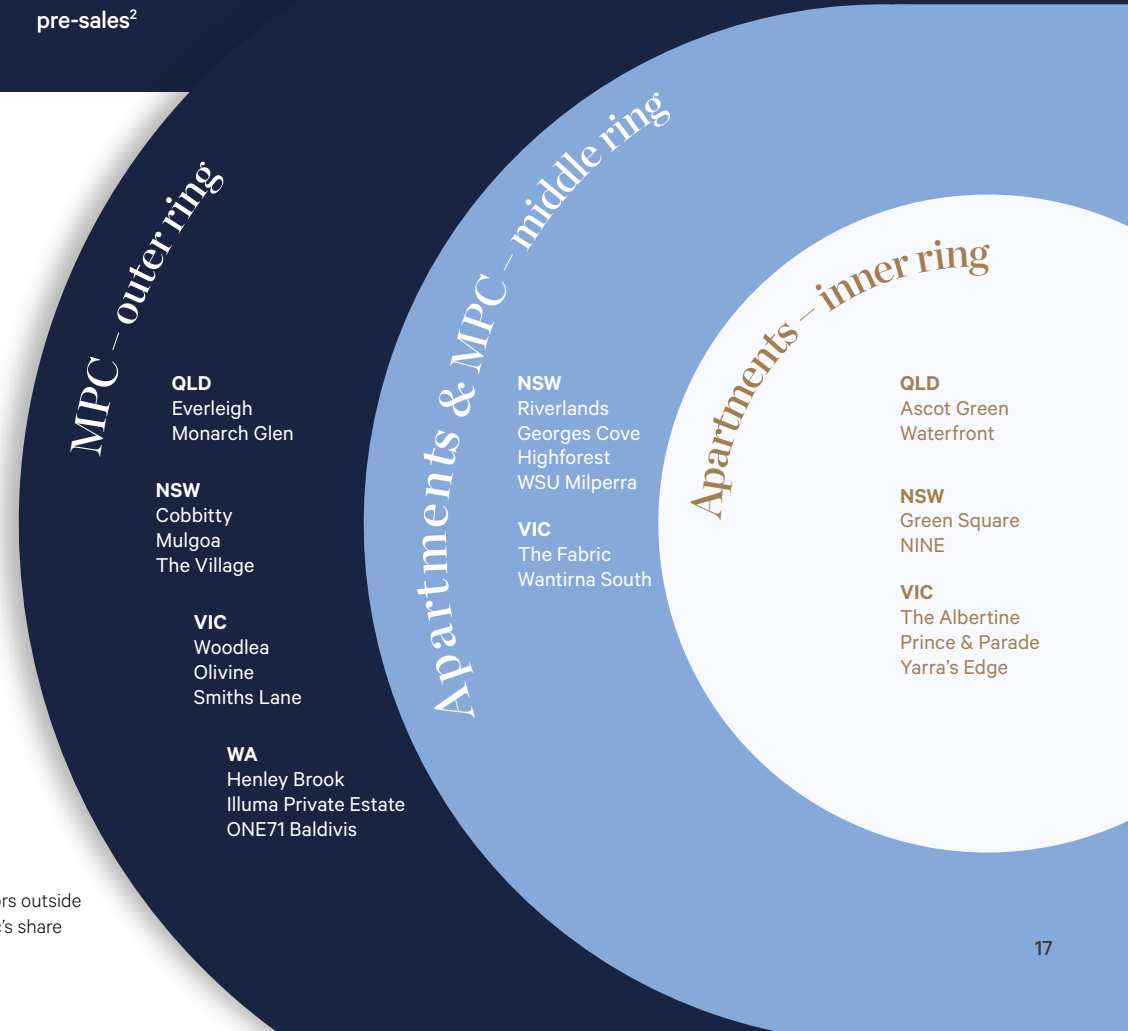 pre-sales²
MPC – outer ring
QLD
Everleigh
Monarch Glen
NSW
Cobbitty
Mulgoa
The Village
VIC
Woodlea
Olivine
Smiths Lane
WA
Henley Brook
Illuma Private Estate
ONE71 Baldivis
Apartments & MPC – middle ring
NSW
Riverlands
Georges Cove
Highforest
WSU Milperra
VIC
The Fabric
Wantirna South
Apartments – inner ring
QLD
Ascot Green
Waterfront
NSW
Green Square
NINE
VIC
The Albertine
Prince & Parade
Yarra’s Edge
outside
share
17